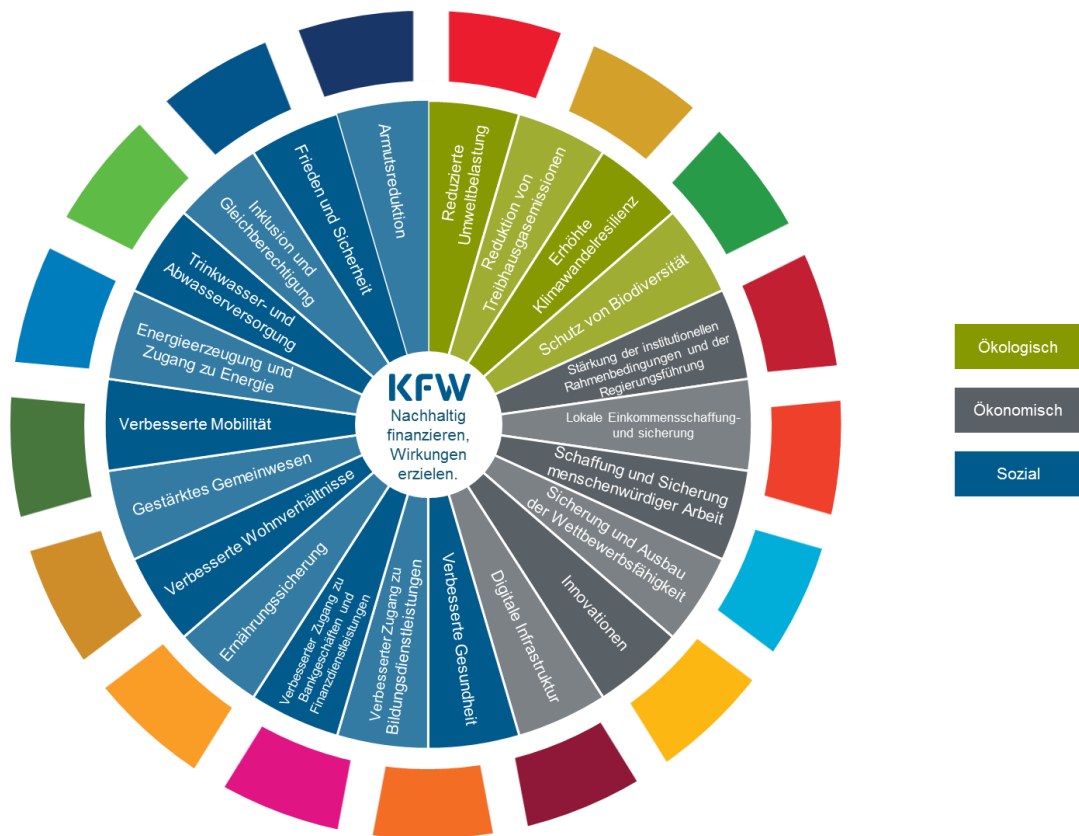 Reduzierte
Umweltbelastung
Reduktion von
Treibhausgasemissionen
Erhöhte
Klimawandelresilienz
Schutz von Biodiversität
Stärkung der institutionellen
Rahmenbedingungen und der
Regierungsführung
Lokale Einkommensschaffung-
und sicherung
Schaffung und Sicherung
menschenwürdiger Arbeit
Sicherung und Ausbau
der Wettbewerbsfähigkeit
Innovationen
Digitale Infrastruktur
Verbesserte Gesundheit
Verbesserter Zugang zu
Bildungsdienstleistungen
Verbesserter Zugang zu
Bankgeschäften und
Finanzdienstleistungen
Ernährungssicherung
Verbesserte Wohnverhältnisse
Gestärktes Gemeinwesen
Verbesserte Mobilität
Energieerzeugung und
Zugang zu Energie
Trinkwasser- und
Abwasserversorgung
Inklusion und
Gleichberechtigung
Frieden und Sicherheit
Armutsreduktion
KFW
Nachhaltig
finanzieren,
Wirkungen
erzielen.
Ökologisch
Ökonomisch
Sozial